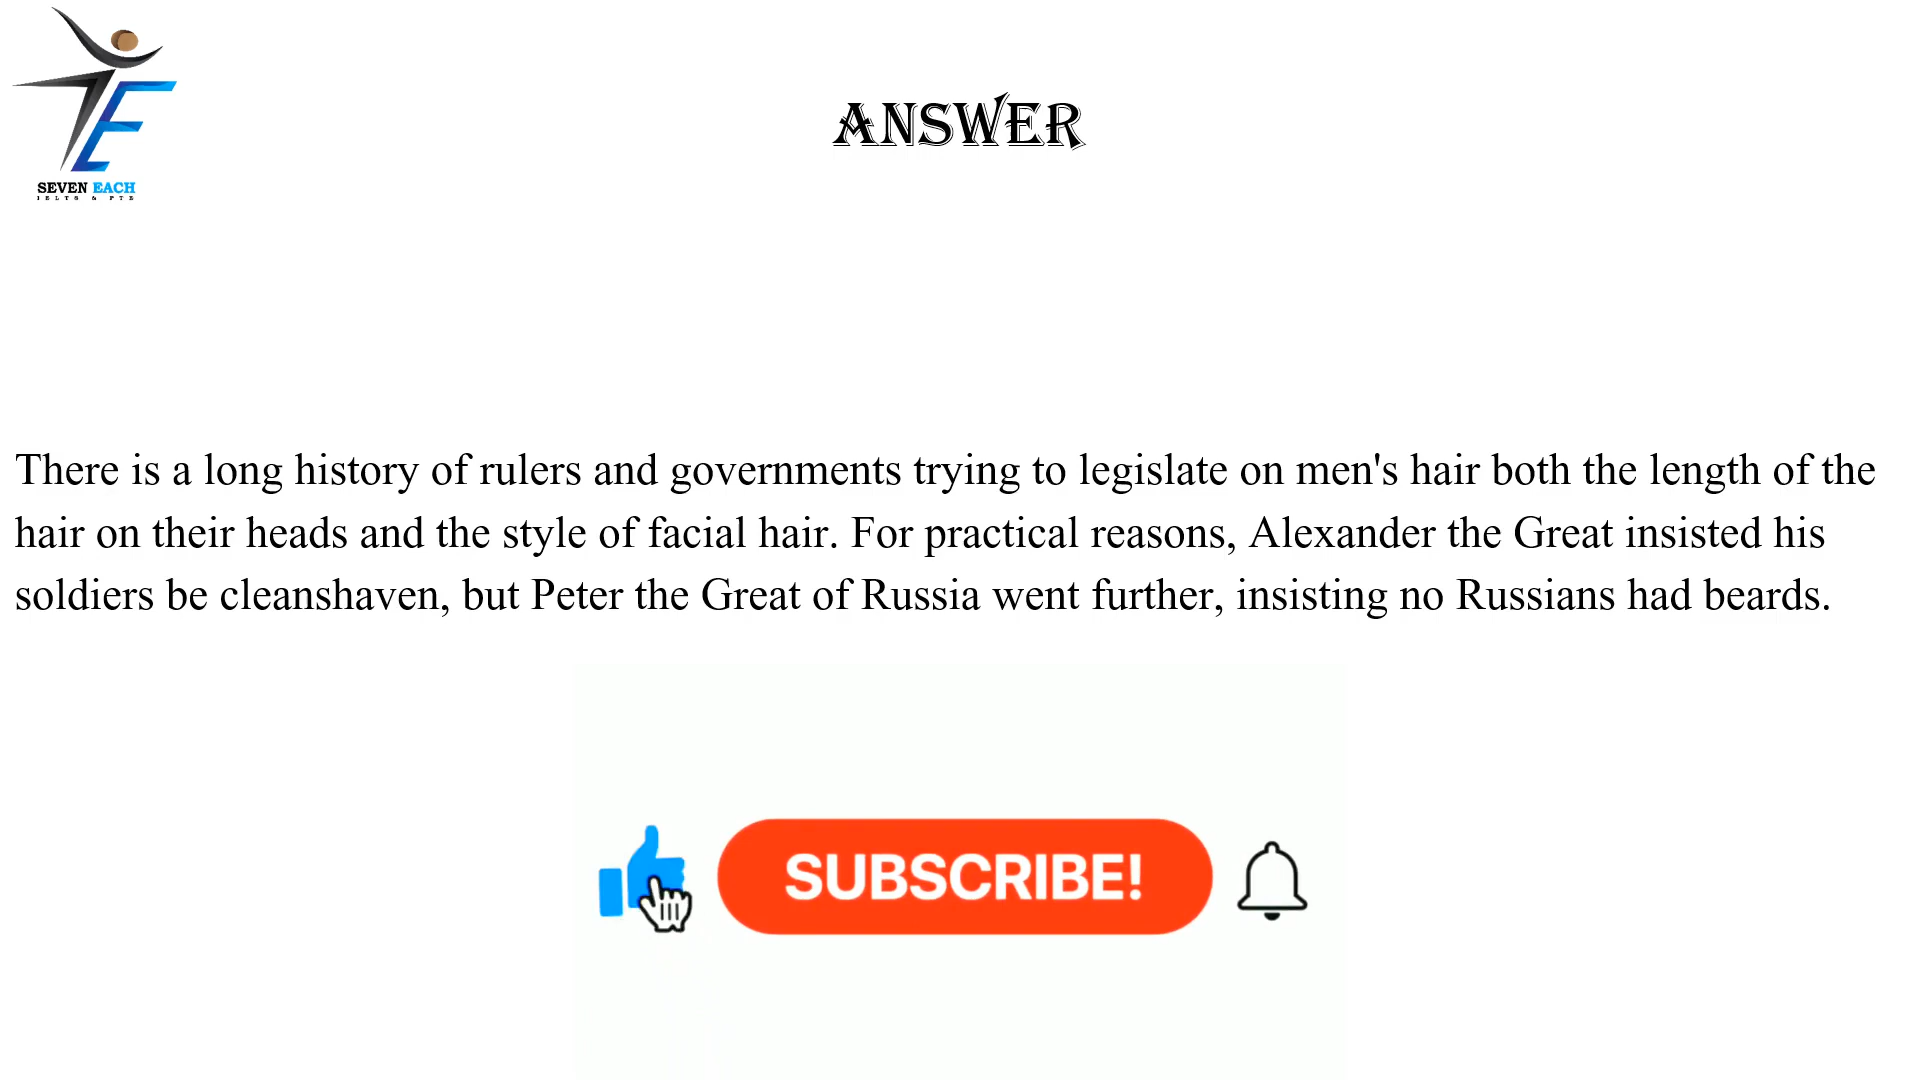 SEVEN EACH
IELTS & PTE
ANSWER
There is a long history of rulers and governments trying to legislate on men's hair both the length of the
hair on their heads and the style of facial hair. For practical reasons, Alexander the Great insisted his
soldiers be cleanshaven, but Peter the Great of Russia went further, insisting no Russians had beards.
SUBSCRIBE!